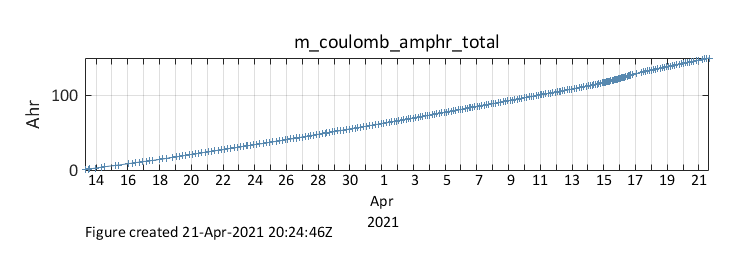 m_coulomb_amphr_total
Ahr
100
0
14 16 18 20 22 24 26 28 30 1 3 5 7 9 11 13 15 17 19 21
Apr
2021
Figure created 21-Apr-2021 20:24:46Z